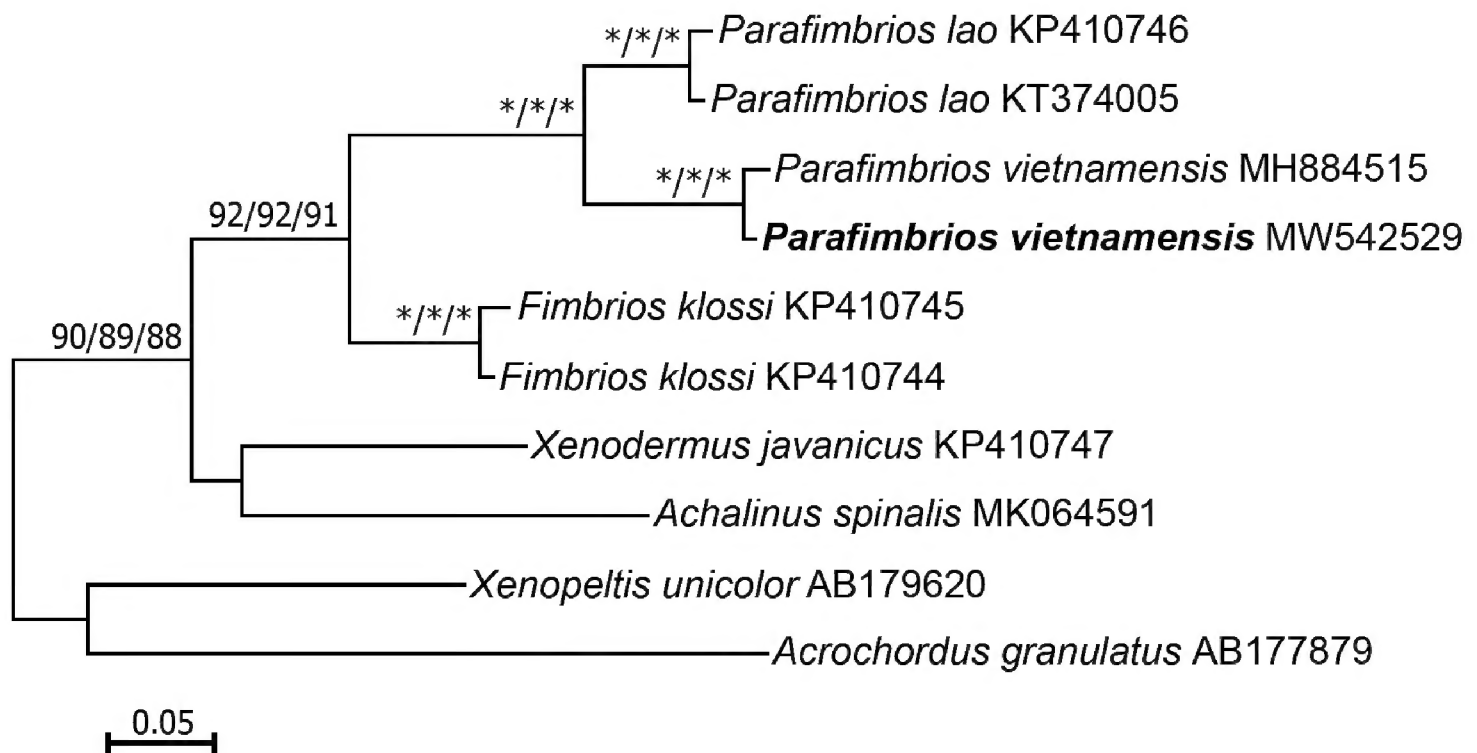 */*/*
Parafimbrios lao KP410746
Parafimbrios lao KT374005
*/*/*
Parafimbrios vietnamensis MH884515
*/*/*
Parafimbrios vietnamensis MW542529
92/92/91
Fimbrios klossi KP410745
*/*/*
Fimbrios klossi KP410744
90/89/88
Xenodermus javanicus KP410747
Achalinus spinalis MK064591
Xenopeltis unicolor AB179620
Acrochordus granulatus AB177879
0.05